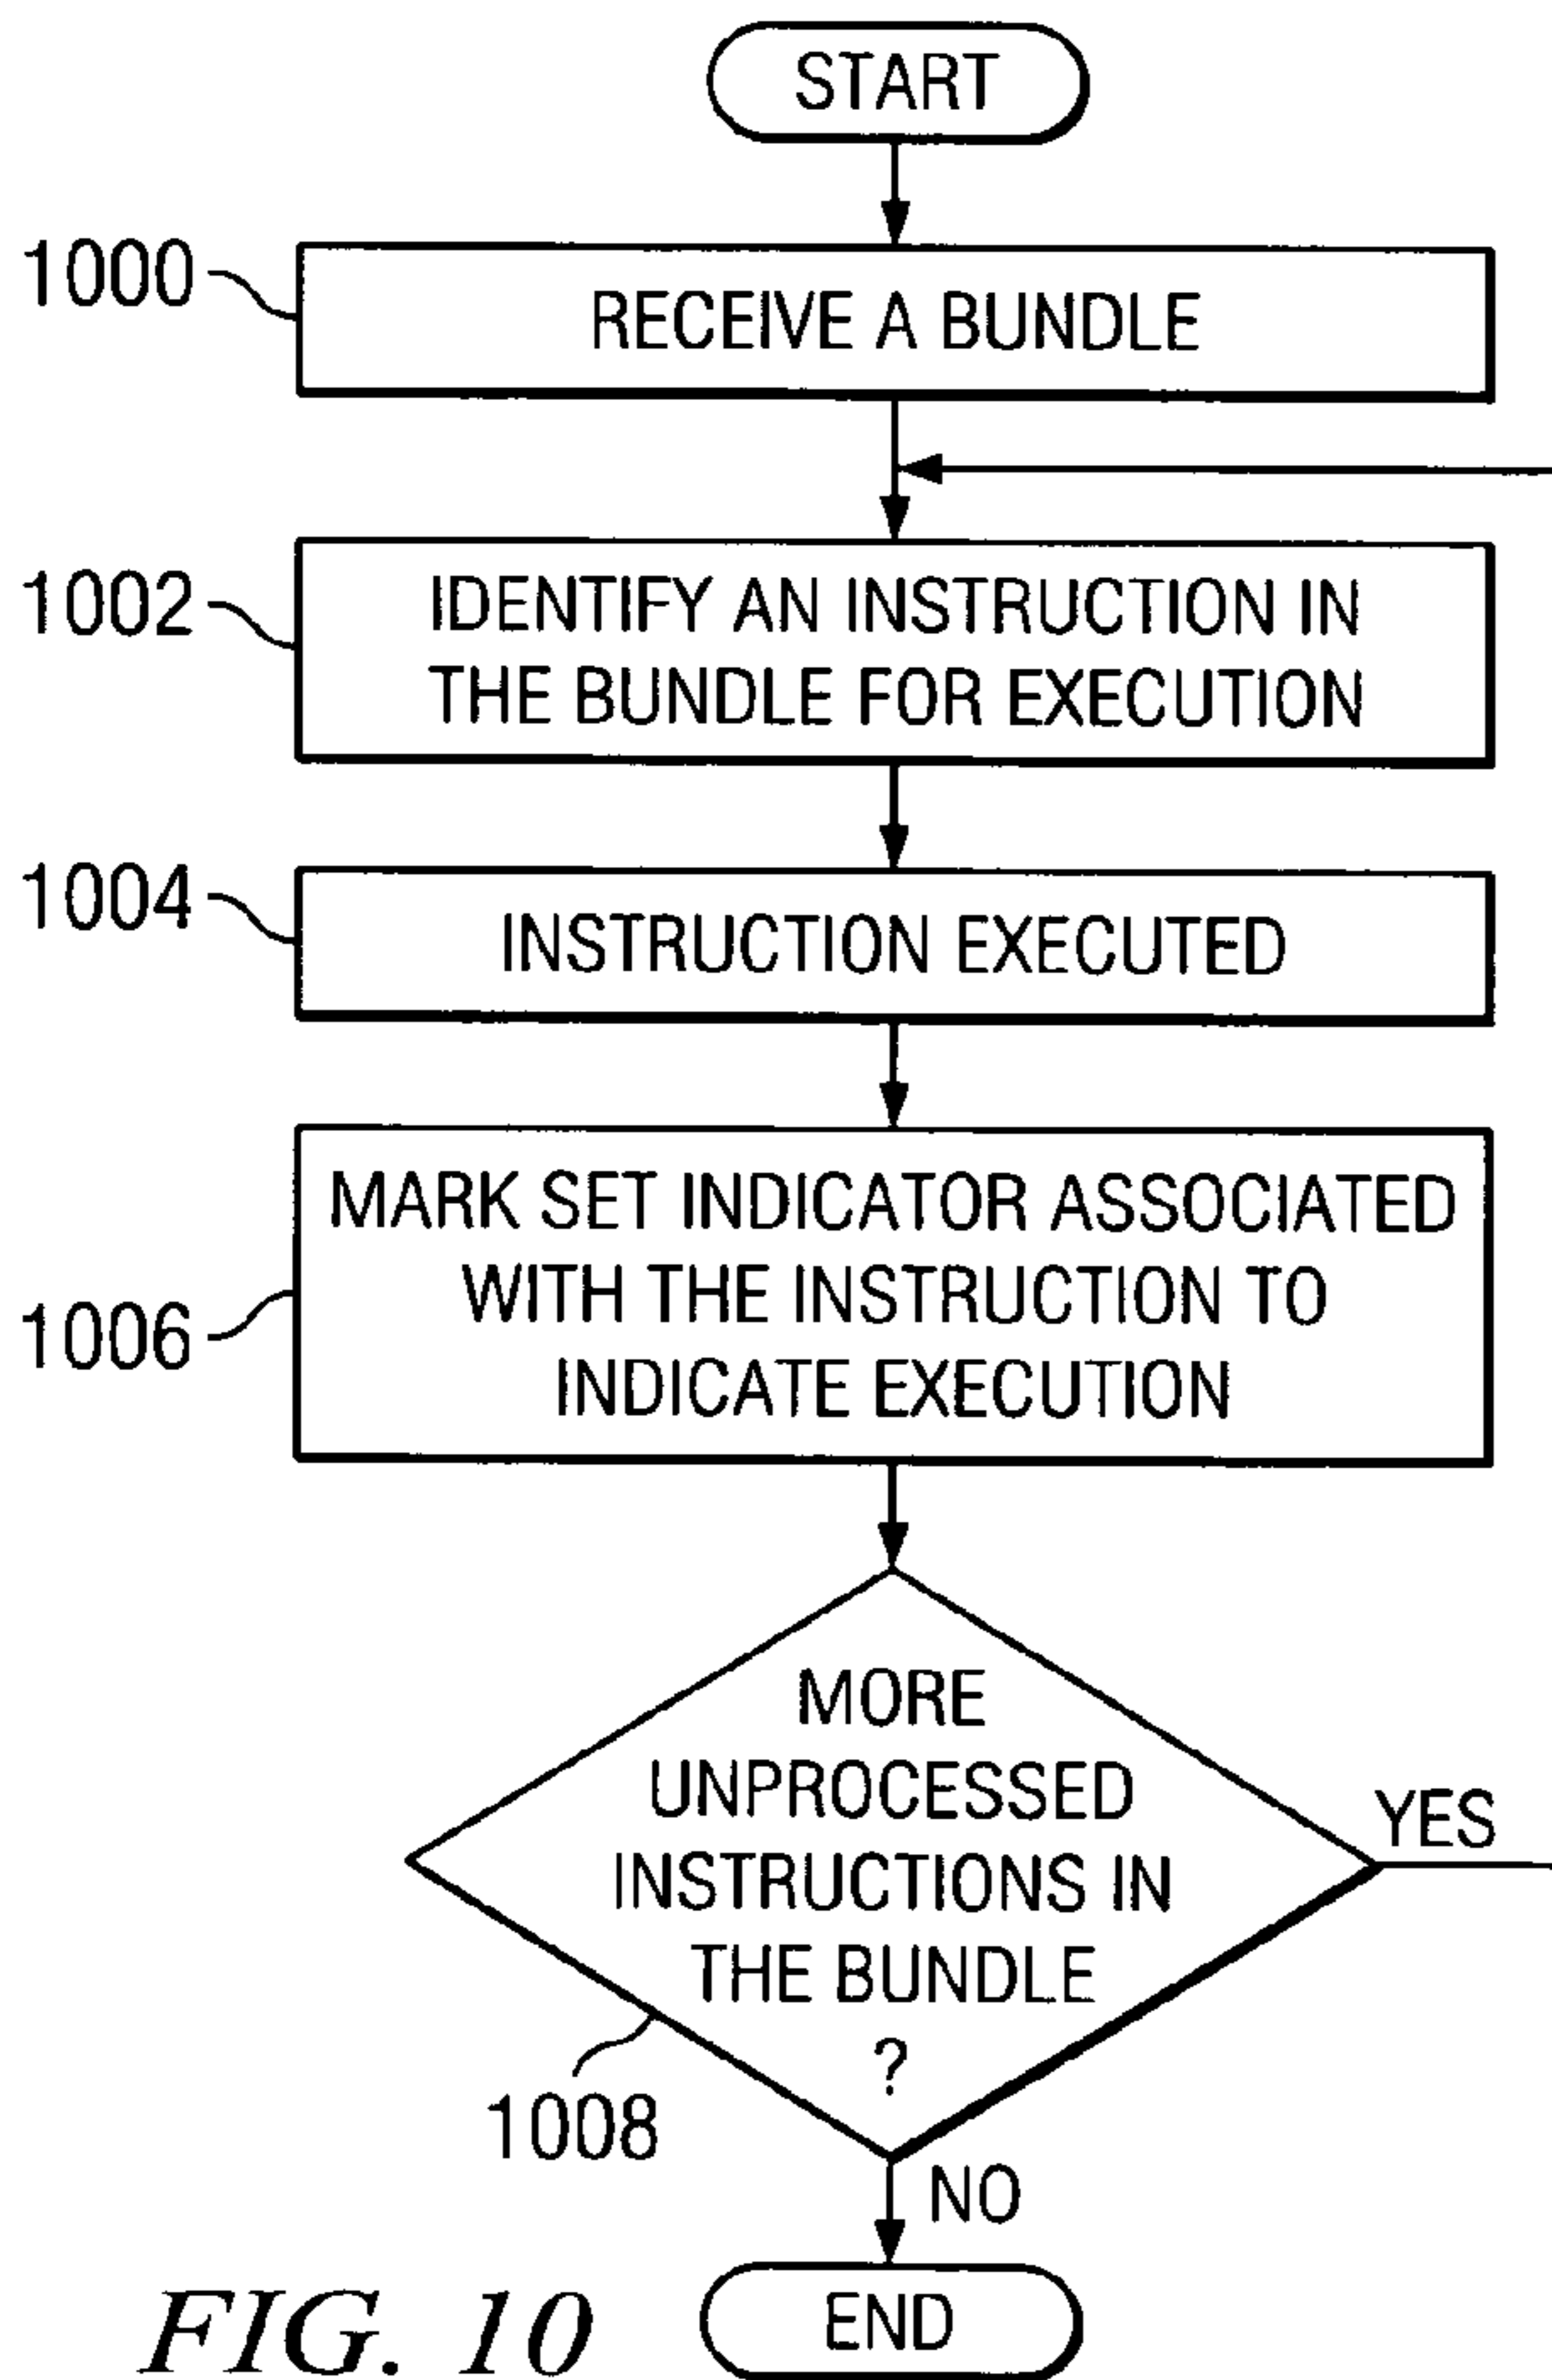 START
1000
RECEIVE A BUNDLE
1002
IDENTIFY AN INSTRUCTION IN
THE BUNDLE FOR EXECUTION
1004
INSTRUCTION EXECUTED
1006
MARK SET INDICATOR ASSOCIATED
WITH THE INSTRUCTION TO
INDICATE EXECUTION
MORE
UNPROCESSED
INSTRUCTIONS IN
THE BUNDLE
?
YES
1008
NO
END
FIG. 10